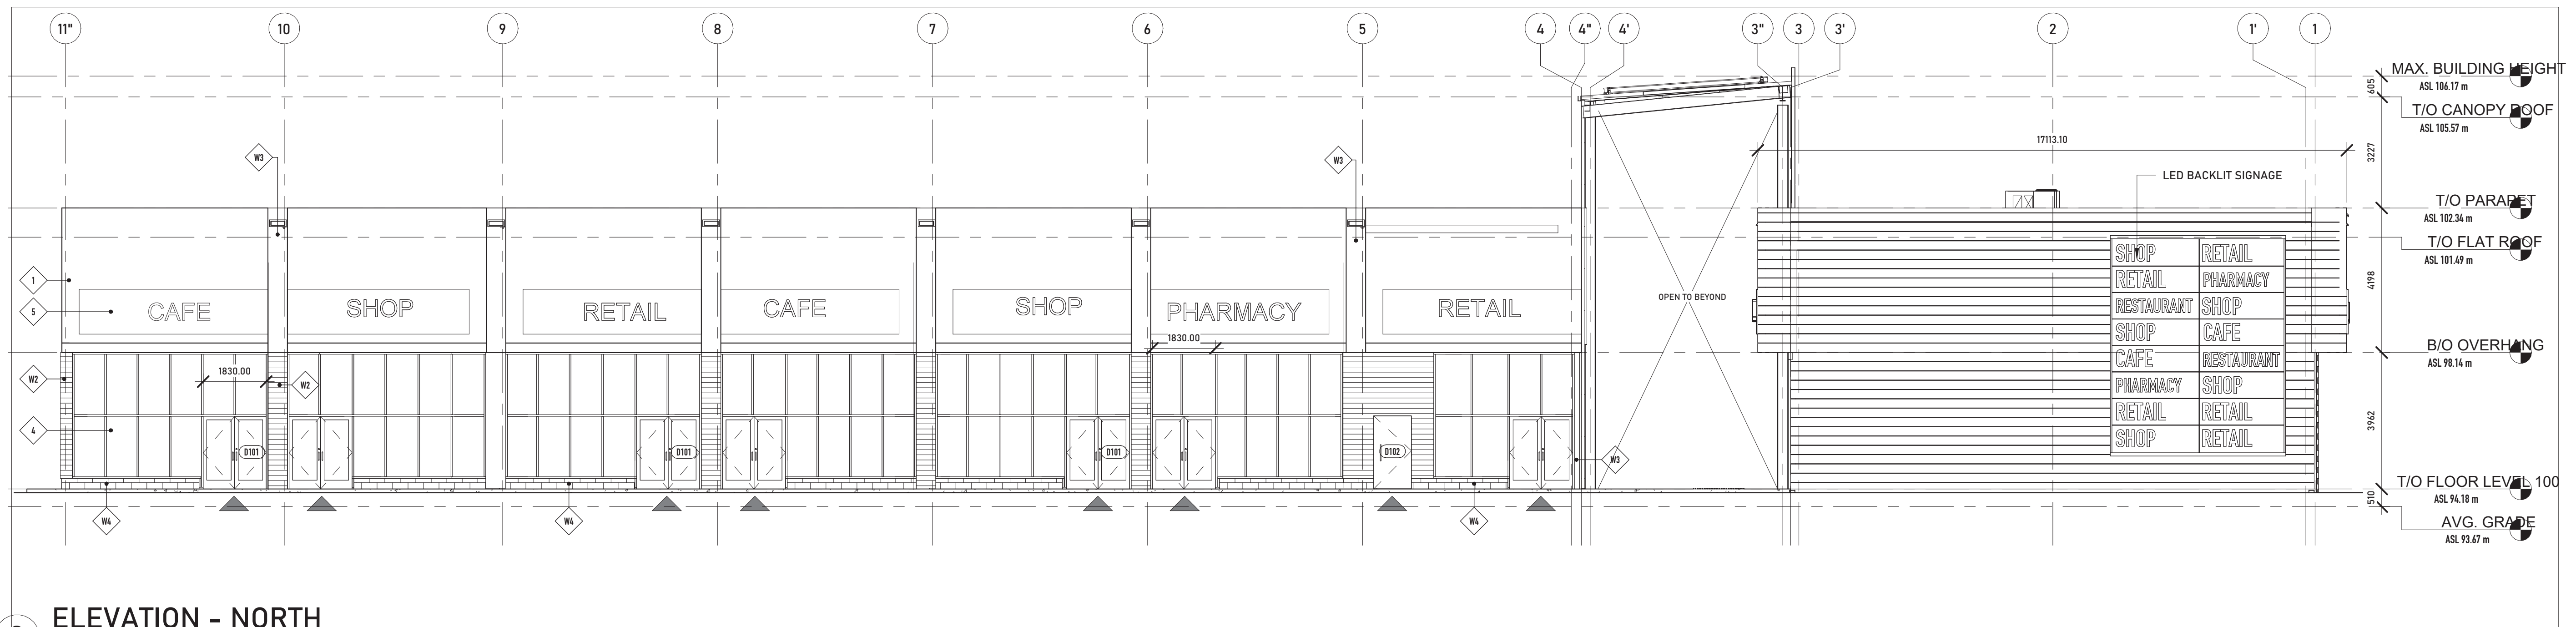 11" 10 9 8 7 6 5 4 4" 4' 3" 3 3' 2 1' 1
MAX. BUILDING HEIGHT
ASL 106.17 m
605
T/O CANOPY ROOF
ASL 105.57 m
3227
17113.10
W3
W3
LED BACKLIT SIGNAGE
T/O PARAPET
ASL 102.34 m
T/O FLAT ROOF
ASL 101.49 m
4198
1
5
CAFE SHOP RETAIL CAFE SHOP PHARMACY RETAIL
OPEN TO BEYOND
SHOP RETAIL
RETAIL PHARMACY
RESTAURANT SHOP
SHOP CAFE
CAFE RESTAURANT
PHARMACY SHOP
RETAIL RETAIL
SHOP RETAIL
1830.00
B/O OVERHANG
ASL 98.14 m
W2
1830.00
W2
3962
4
D101 D101 D101 D102
W3
T/O FLOOR LEVEL 100
ASL 94.18 m
510
W4 W4 W4
AVG. GRADE
ASL 93.67 m
ELEVATION - NORTH